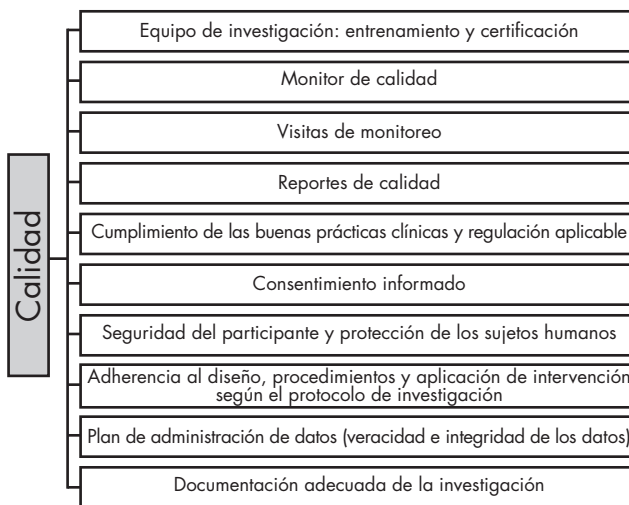 Calidad
Equipo de investigación: entrenamiento y certificación
Monitor de calidad
Visitas de monitoreo
Reportes de calidad
Cumplimiento de las buenas prácticas clínicas y regulación aplicable
Consentimiento informado
Seguridad del participante y protección de los sujetos humanos
Adherencia al diseño, procedimientos y aplicación de intervención
según el protocolo de investigación
Plan de administración de datos (veracidad e integridad de los datos)
Documentación adecuada de la investigación